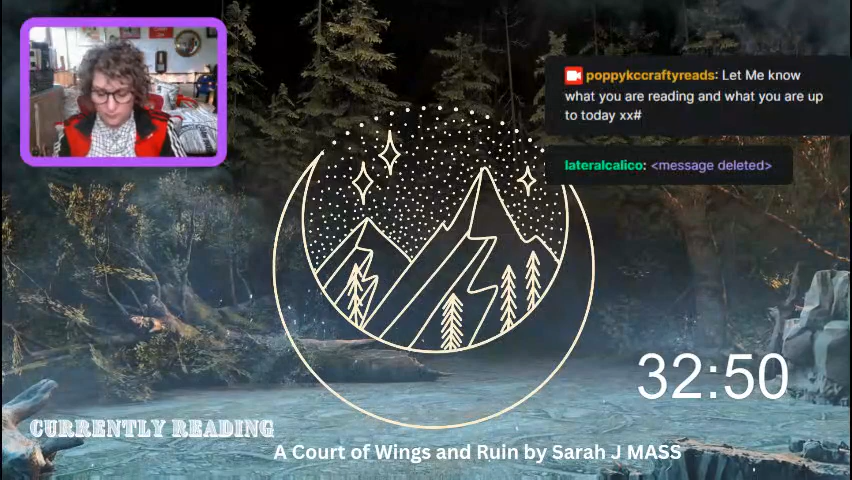 poppykccraftyreads: Let Me know
what you are reading and what you are up
to today xx#
lateralcalico: <message deleted>
32:50
CURRENTLY READING
A Court of Wings and Ruin by Sarah J MASS